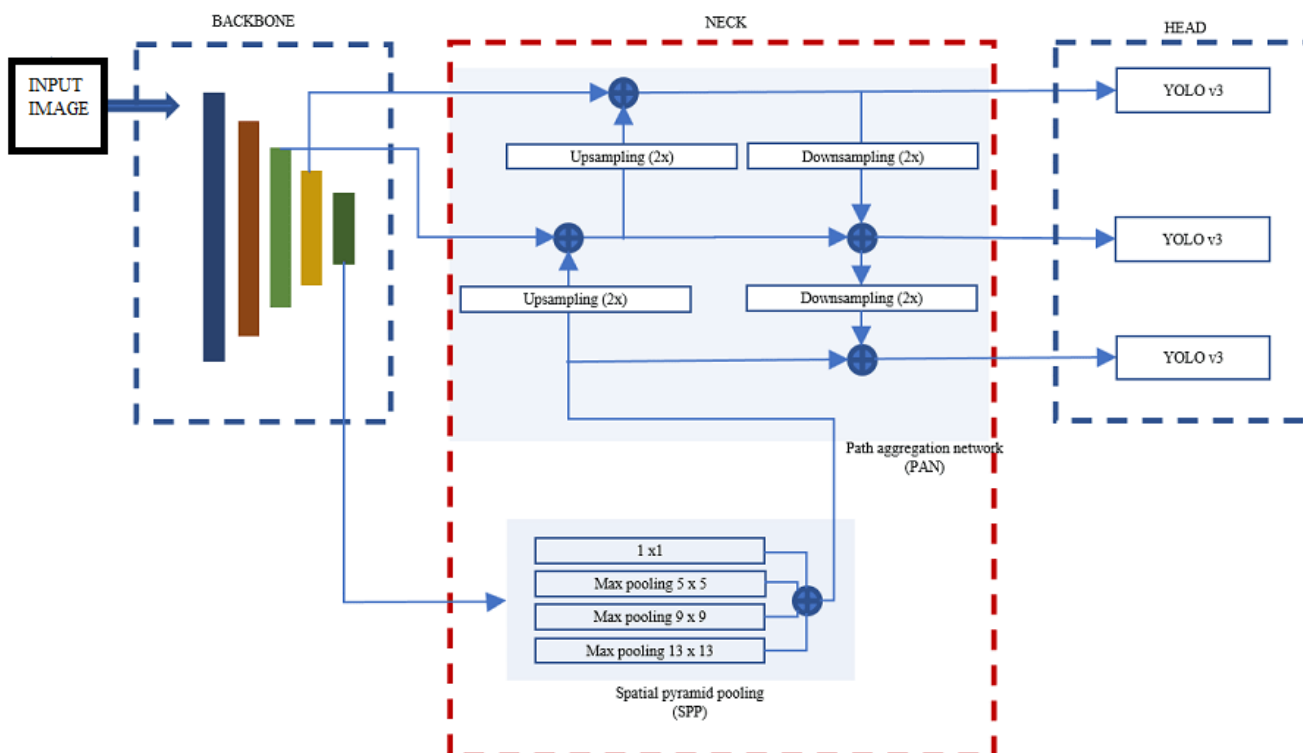 BACKBONE
NECK
HEAD
INPUT
IMAGE
YOLO v3
Upsampling (2x)
Downsampling (2x)
YOLO v3
Upsampling (2x)
Downsampling (2x)
YOLO v3
Path aggregation network
(PAN)
1 x1
Max pooling 5 x 5
Max pooling 9 x 9
Max pooling 13 x 13
Spatial pyramid pooling
(SPP)